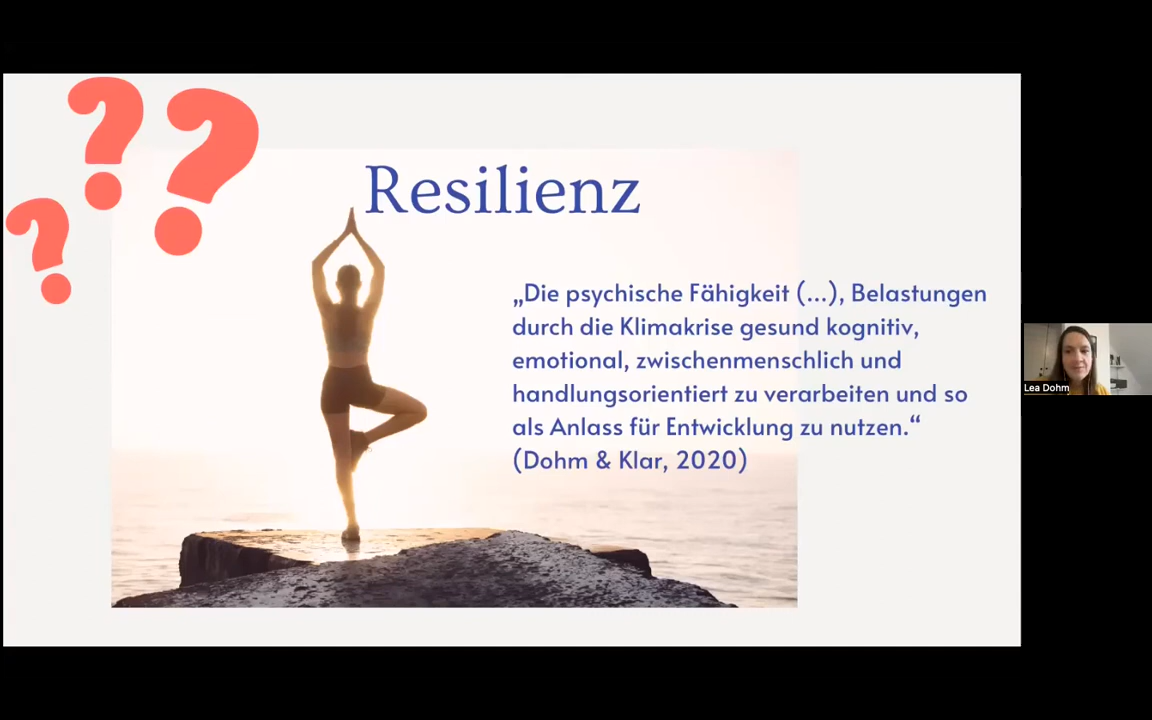 ???
Resilienz
„Die psychische Fähigkeit (...), Belastungen
durch die Klimakrise gesund kognitiv,
emotional, zwischenmenschlich und
handlungsorientiert zu verarbeiten und so
als Anlass für Entwicklung zu nutzen.“
(Dohm & Klar, 2020)
Lea Dohm